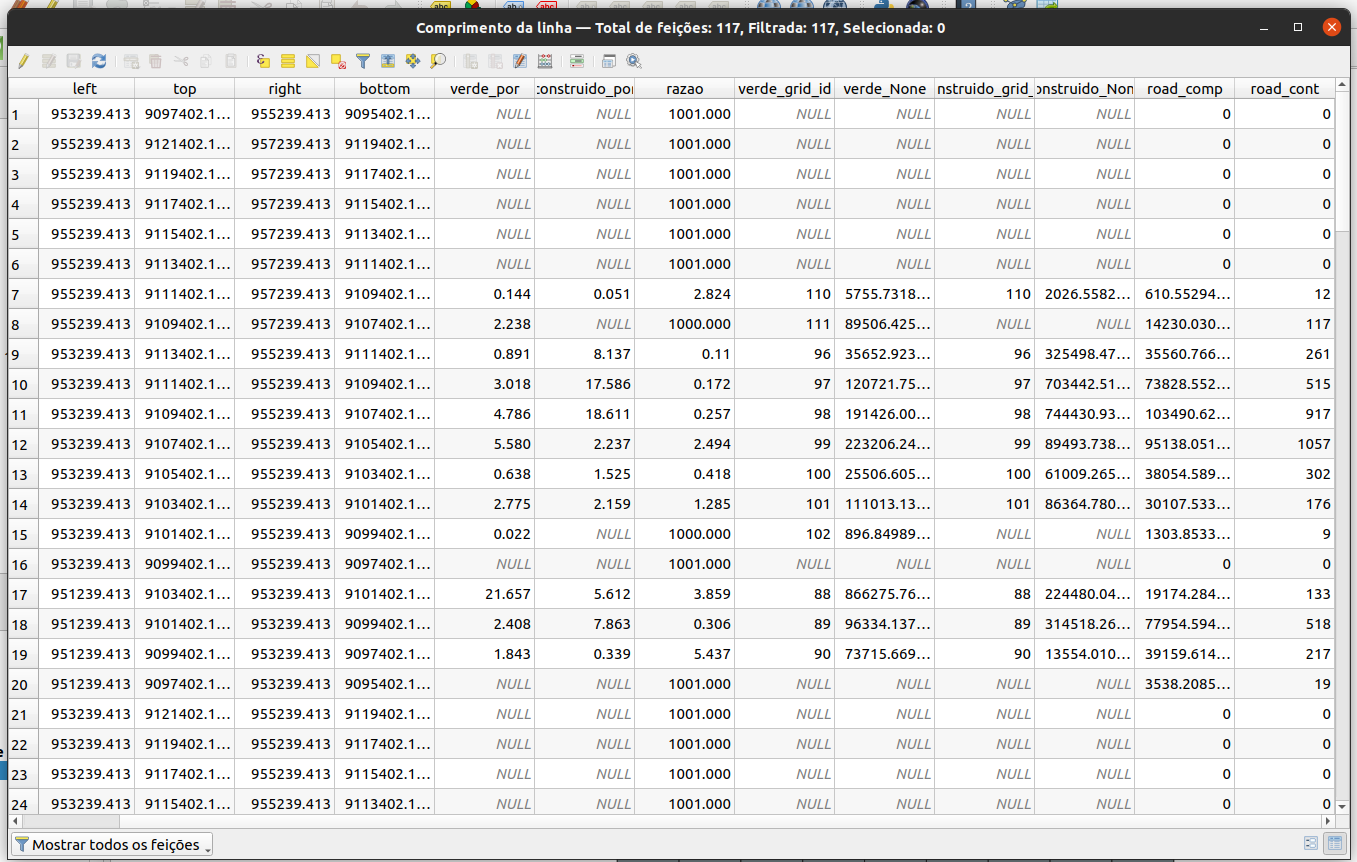 Comprimento da linha — Total de feições: 117, Filtrada: 117, Selecionada: 0
left top right bottom verde_por construido_por razao verde_grid_id verde_None nstruido_grid_ onstruido_Non road_comp road_cont
1 953239.413 9097402.1... 955239.413 9095402.1... NULL NULL 1001.000 NULL NULL NULL NULL 0 0
2 955239.413 9121402.1... 957239.413 9119402.1... NULL NULL 1001.000 NULL NULL NULL NULL 0 0
3 955239.413 9119402.1... 957239.413 9117402.1... NULL NULL 1001.000 NULL NULL NULL NULL 0 0
4 955239.413 9117402.1... 957239.413 9115402.1... NULL NULL 1001.000 NULL NULL NULL NULL 0 0
5 955239.413 9115402.1... 957239.413 9113402.1... NULL NULL 1001.000 NULL NULL NULL NULL 0 0
6 955239.413 9113402.1... 957239.413 9111402.1... NULL NULL 1001.000 NULL NULL NULL NULL 0 0
7 955239.413 9111402.1... 957239.413 9109402.1... 0.144 0.051 2.824 110 5755.7318... 110 2026.5582... 610.55294... 12
8 955239.413 9109402.1... 957239.413 9107402.1... 2.238 NULL 1000.000 111 89506.425... NULL NULL 14230.030... 117
9 953239.413 9113402.1... 955239.413 9111402.1... 0.891 8.137 0.11 96 35652.923... 96 325498.47... 35560.766... 261
10 953239.413 9111402.1... 955239.413 9109402.1... 3.018 17.586 0.172 97 120721.75... 97 703442.51... 73828.552... 515
11 953239.413 9109402.1... 955239.413 9107402.1... 4.786 18.611 0.257 98 191426.00... 98 744430.93... 103490.62... 917
12 953239.413 9107402.1... 955239.413 9105402.1... 5.580 2.237 2.494 99 223206.24... 99 89493.738... 95138.051... 1057
13 953239.413 9105402.1... 955239.413 9103402.1... 0.638 1.525 0.418 100 25506.605... 100 61009.265... 38054.589... 302
14 953239.413 9103402.1... 955239.413 9101402.1... 2.775 2.159 1.285 101 111013.13... 101 86364.780... 30107.533... 176
15 953239.413 9101402.1... 955239.413 9099402.1... 0.022 NULL 1000.000 102 896.84989... NULL NULL 1303.8533... 9
16 953239.413 9099402.1... 955239.413 9097402.1... NULL NULL 1001.000 NULL NULL NULL NULL 0 0
17 951239.413 9103402.1... 953239.413 9101402.1... 21.657 5.612 3.859 88 866275.76... 88 224480.04... 19174.284... 133
18 951239.413 9101402.1... 953239.413 9099402.1... 2.408 7.863 0.306 89 96334.137... 89 314518.26... 77954.594... 518
19 951239.413 9099402.1... 953239.413 9097402.1... 1.843 0.339 5.437 90 73715.669... 90 13554.010... 39159.614... 217
20 951239.413 9097402.1... 953239.413 9095402.1... NULL NULL 1001.000 NULL NULL NULL NULL 3538.2085... 19
21 953239.413 9121402.1... 955239.413 9119402.1... NULL NULL 1001.000 NULL NULL NULL NULL 0 0
22 953239.413 9119402.1... 955239.413 9117402.1... NULL NULL 1001.000 NULL NULL NULL NULL 0 0
23 953239.413 9117402.1... 955239.413 9115402.1... NULL NULL 1001.000 NULL NULL NULL NULL 0 0
24 953239.413 9115402.1... 955239.413 9113402.1... NULL NULL 1001.000 NULL NULL NULL NULL 0 0
Mostrar todos os feições